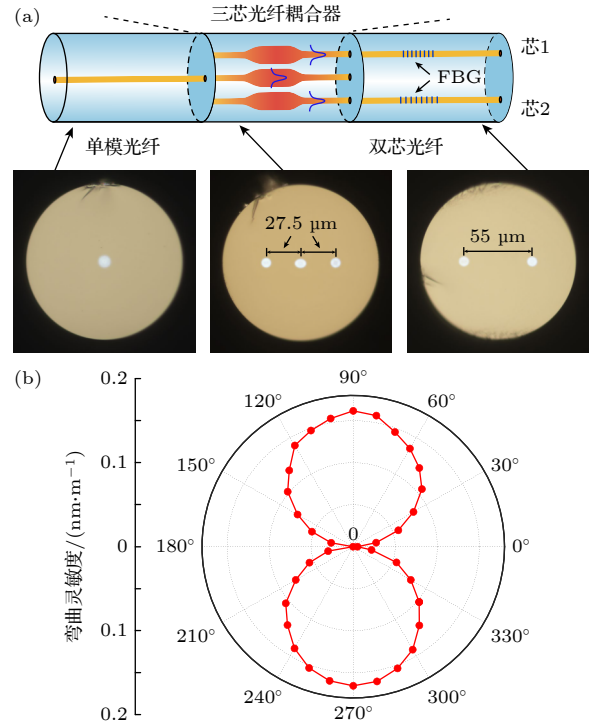 (a)
三芯光纤耦合器
芯1
FBG
芯2
单模光纤
双芯光纤
27.5 µm
55 µm
(b)
弯曲灵敏度/(nm·m⁻¹)
0.2
0.1
0
0.1
0.2
90°
120°
60°
150°
30°
180°
0
0°
210°
330°
240°
300°
270°